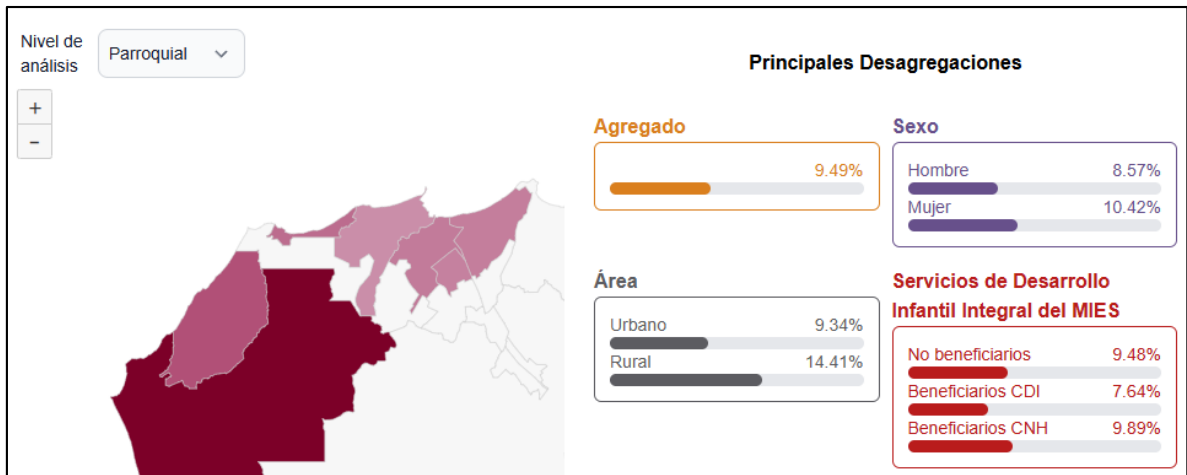 Nivel de
análisis
Parroquial
+
−
Principales Desagregaciones
Agregado
9.49%
Sexo
Hombre 8.57%
Mujer 10.42%
Área
Urbano 9.34%
Rural 14.41%
Servicios de Desarrollo
Infantil Integral del MIES
No beneficiarios 9.48%
Beneficiarios CDI 7.64%
Beneficiarios CNH 9.89%